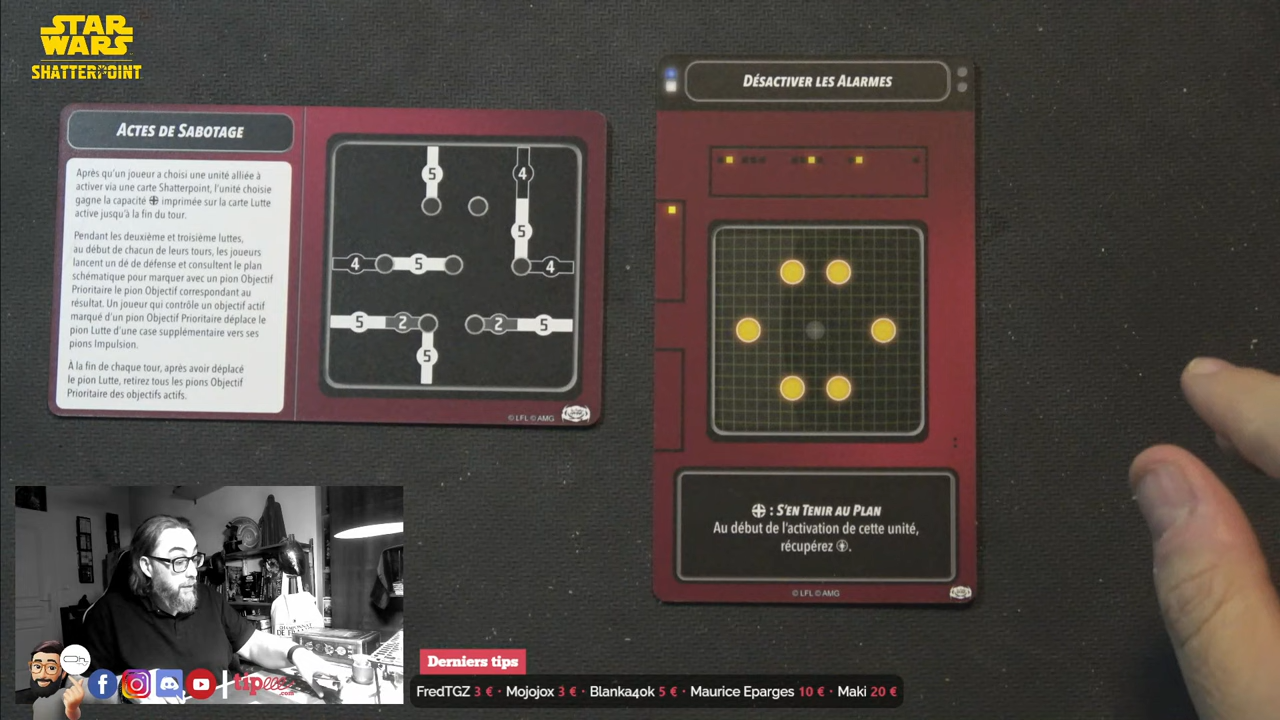 STAR
WARS
SHATTERPOINT
ACTES DE SABOTAGE
Après qu'un joueur a choisi une unité alliée à
activer via une carte Shatterpoint, l'unité choisie
gagne la capacité imprimée sur la carte Lutte
active jusqu'à la fin du tour.
Pendant les deuxième et troisième luttes,
au début de chacun de leurs tours, les joueurs
lancent un dé de défense et consultent le plan
schématique pour marquer avec un pion Objectif
Prioritaire le pion Objectif correspondant au
résultat. Un joueur qui contrôle un objectif actif
marqué d'un pion Objectif Prioritaire déplace le
pion Lutte d'une case supplémentaire vers ses
pions Impulsion.
À la fin de chaque tour, après avoir déplacé
le pion Lutte, retirez tous les pions Objectif
Prioritaire des objectifs actifs.
5 4
5
4 5 4
5 2 2 5
5
© LFL © AMG
DÉSACTIVER LES ALARMES
: S'EN TENIR AU PLAN
Au début de l'activation de cette unité,
récupérez .
© LFL © AMG
DE FRANCE
tipeee
.com
Derniers tips
FredTGZ 3 € · Mojojox 3 € · Blanka40k 5 € · Maurice Eparges 10 € · Maki 20 €